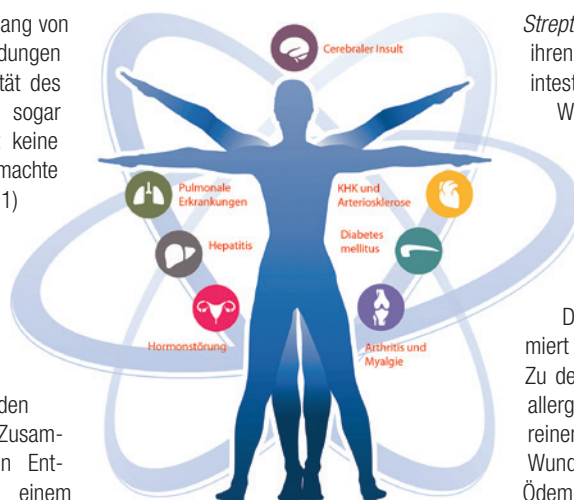 ang von
dungen
tät des
sogar
keine
machte
1)
den
Zusam-
n Ent-
einem
Cerebraler Insult
Pulmonale
Erkrankungen
Hepatitis
Hormonstörung
KHK und
Arteriosklerose
Diabetes
mellitus
Arthritis und
Myalgie
Strept
ihren
intest
W
D
miert
Zu de
allerg
reiner
Wund
Ödem